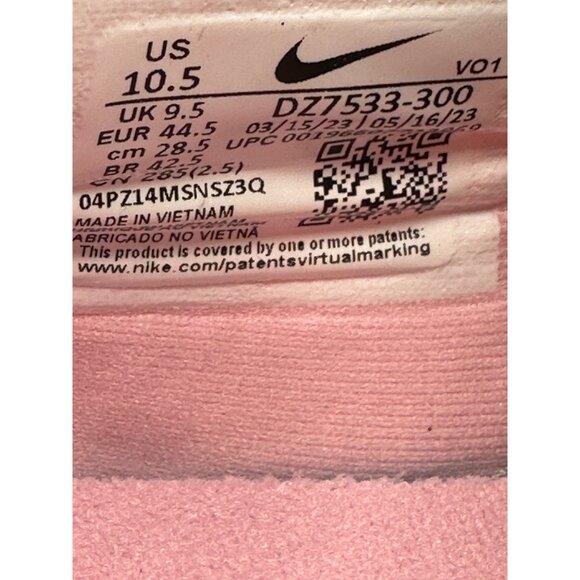 US
10.5
VO1
UK 9.5
DZ7533-300
EUR 44.5
03/15/23 | 05/16/23
cm 28.5
UPC
BR 42.5
CN 285(2.5)
04PZ14MSNSZ3Q
MADE IN VIETNAM
FABRICADO NO VIETNÃ
This product is covered by one or more patents:
www.nike.com/patentsvirtualmarking